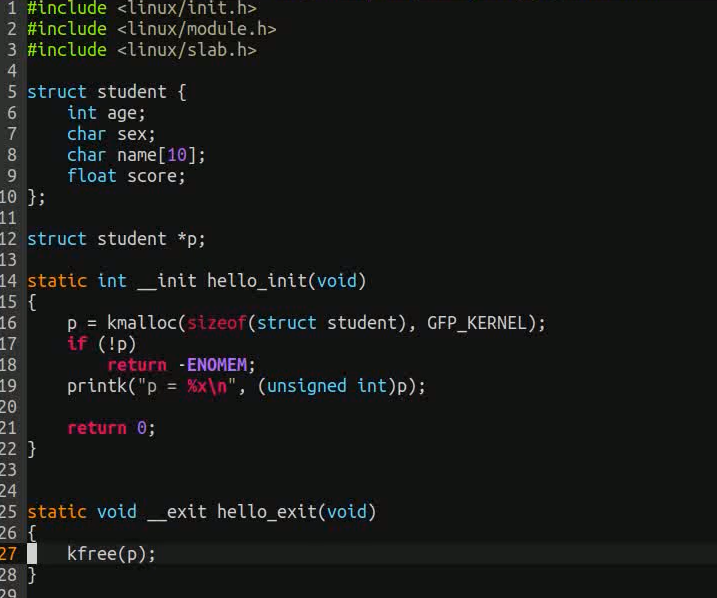 1 #include <linux/init.h>
2 #include <linux/module.h>
3 #include <linux/slab.h>
4
5 struct student {
6     int age;
7     char sex;
8     char name[10];
9     float score;
10 };
11
12 struct student *p;
13
14 static int __init hello_init(void)
15 {
16     p = kmalloc(sizeof(struct student), GFP_KERNEL);
17     if (!p)
18         return -ENOMEM;
19     printk("p = %x\n", (unsigned int)p);
20
21     return 0;
22 }
23
24
25 static void __exit hello_exit(void)
26 {
27     kfree(p);
28 }
29